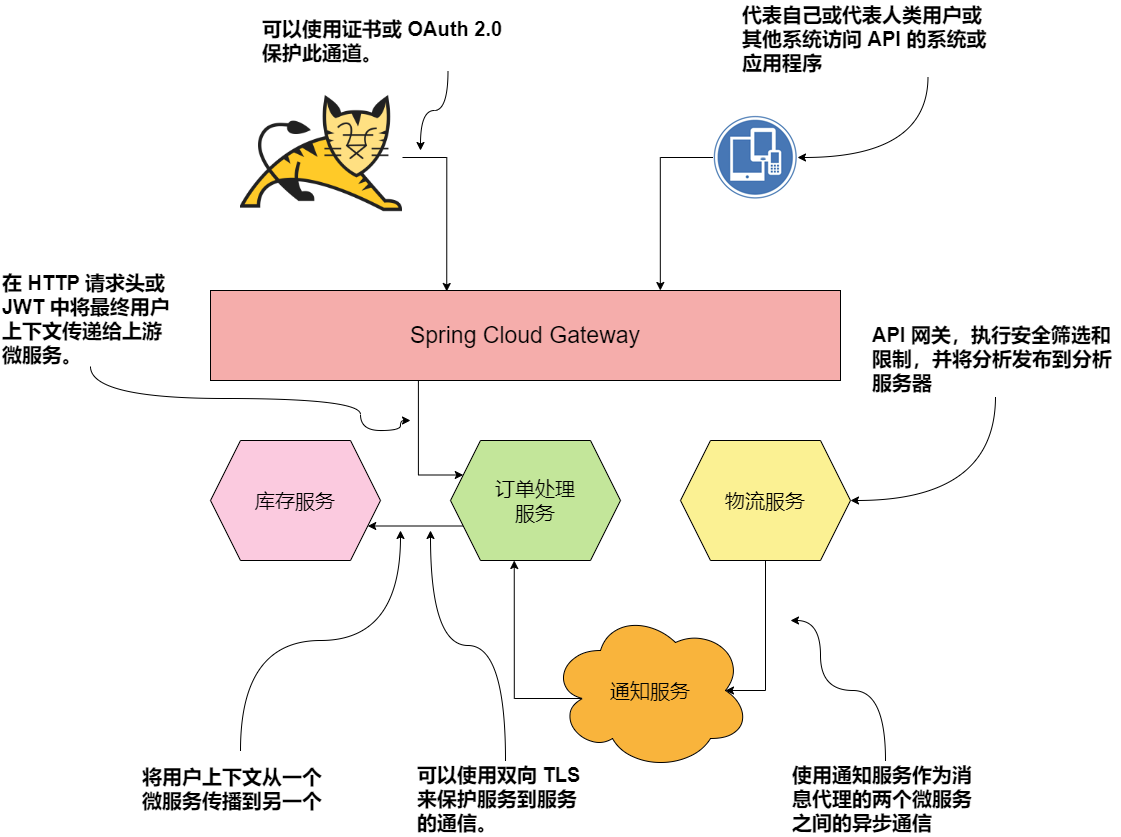 可以使用证书或 OAuth 2.0
保护此通道。
代表自己或代表人类用户或
其他系统访问 API 的系统或
应用程序
在 HTTP 请求头或
JWT 中将最终用户
上下文传递给上游
微服务。
Spring Cloud Gateway
API 网关，执行安全筛选和
限制，并将分析发布到分析
服务器
库存服务
订单处理
服务
物流服务
通知服务
将用户上下文从一个
微服务传播到另一个
可以使用双向 TLS
来保护服务到服务
的通信。
使用通知服务作为消
息代理的两个微服务
之间的异步通信